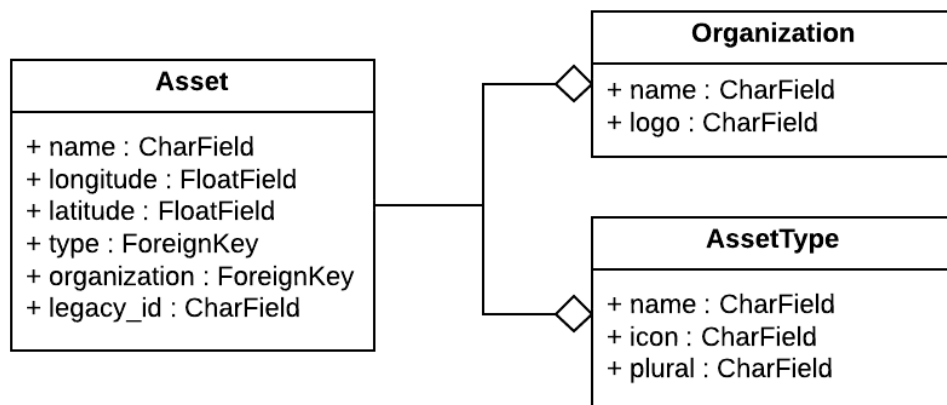 Asset
+ name : CharField
+ longitude : FloatField
+ latitude : FloatField
+ type : ForeignKey
+ organization : ForeignKey
+ legacy_id : CharField
Organization
+ name : CharField
+ logo : CharField
AssetType
+ name : CharField
+ icon : CharField
+ plural : CharField